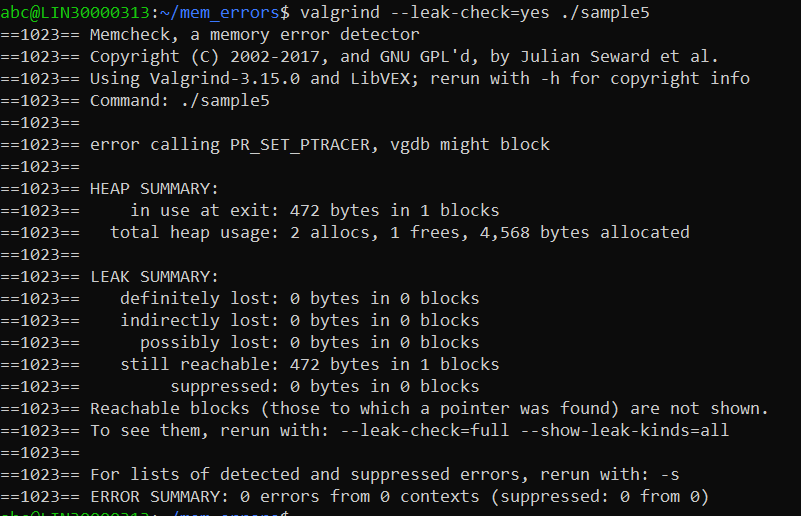 abc@LIN30000313:~/mem_errors$ valgrind --leak-check=yes ./sample5
==1023== Memcheck, a memory error detector
==1023== Copyright (C) 2002-2017, and GNU GPL'd, by Julian Seward et al.
==1023== Using Valgrind-3.15.0 and LibVEX; rerun with -h for copyright info
==1023== Command: ./sample5
==1023==
==1023== error calling PR_SET_PTRACER, vgdb might block
==1023==
==1023== HEAP SUMMARY:
==1023==     in use at exit: 472 bytes in 1 blocks
==1023==   total heap usage: 2 allocs, 1 frees, 4,568 bytes allocated
==1023==
==1023== LEAK SUMMARY:
==1023==    definitely lost: 0 bytes in 0 blocks
==1023==    indirectly lost: 0 bytes in 0 blocks
==1023==      possibly lost: 0 bytes in 0 blocks
==1023==    still reachable: 472 bytes in 1 blocks
==1023==         suppressed: 0 bytes in 0 blocks
==1023== Reachable blocks (those to which a pointer was found) are not shown.
==1023== To see them, rerun with: --leak-check=full --show-leak-kinds=all
==1023==
==1023== For lists of detected and suppressed errors, rerun with: -s
==1023== ERROR SUMMARY: 0 errors from 0 contexts (suppressed: 0 from 0)
abc@LIN30000313:~/mem_errors$